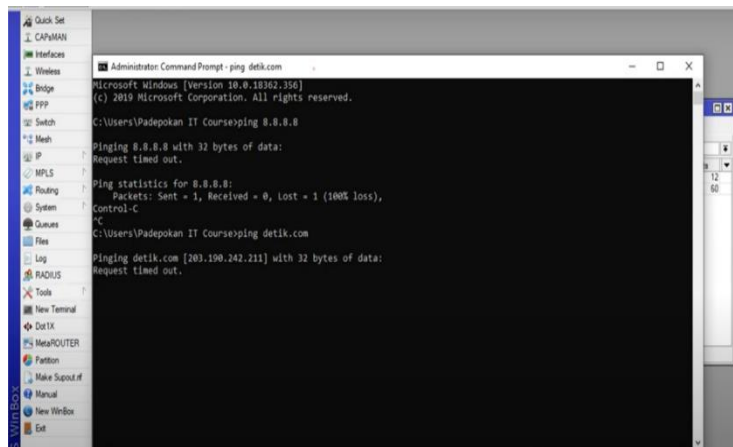 Quick Set
CAPsMAN
Interfaces
Wireless
Bridge
PPP
Switch
Mesh
IP
MPLS
Routing
System
Queues
Files
Log
RADIUS
Tools
New Terminal
Dot1X
MetaROUTER
Partition
Make Supout.rif
Manual
New WinBox
Exit
WinBox
Administrator: Command Prompt - ping detik.com
Microsoft Windows [Version 10.0.18362.356]
(c) 2019 Microsoft Corporation. All rights reserved.
C:\Users\Padepokan IT Course>ping 8.8.8.8
Pinging 8.8.8.8 with 32 bytes of data:
Request timed out.
Ping statistics for 8.8.8.8:
Packets: Sent = 1, Received = 0, Lost = 1 (100% loss),
Control-C
^C
C:\Users\Padepokan IT Course>ping detik.com
Pinging detik.com [203.190.242.211] with 32 bytes of data:
Request timed out.
12
60